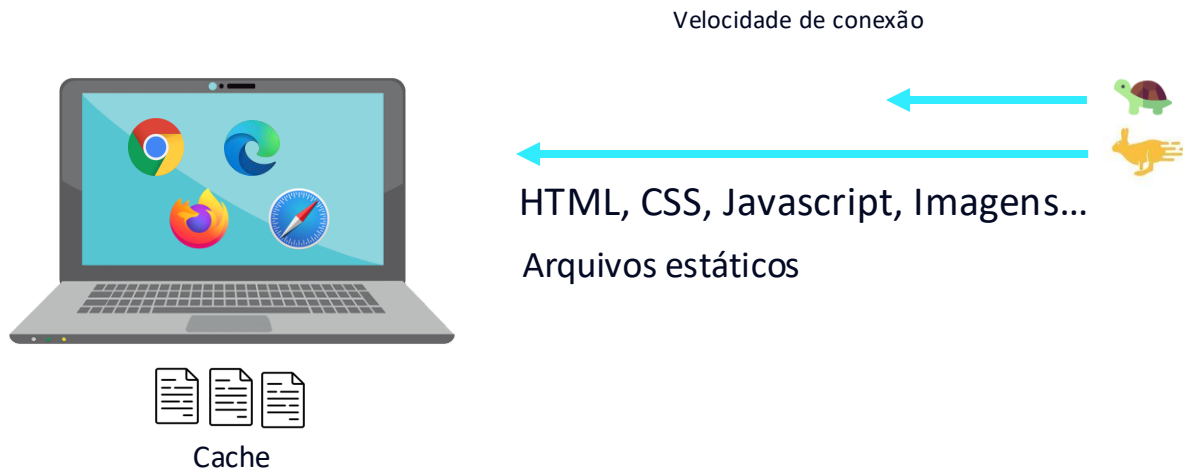 Velocidade de conexão
HTML, CSS, Javascript, Imagens...
Arquivos estáticos
Cache